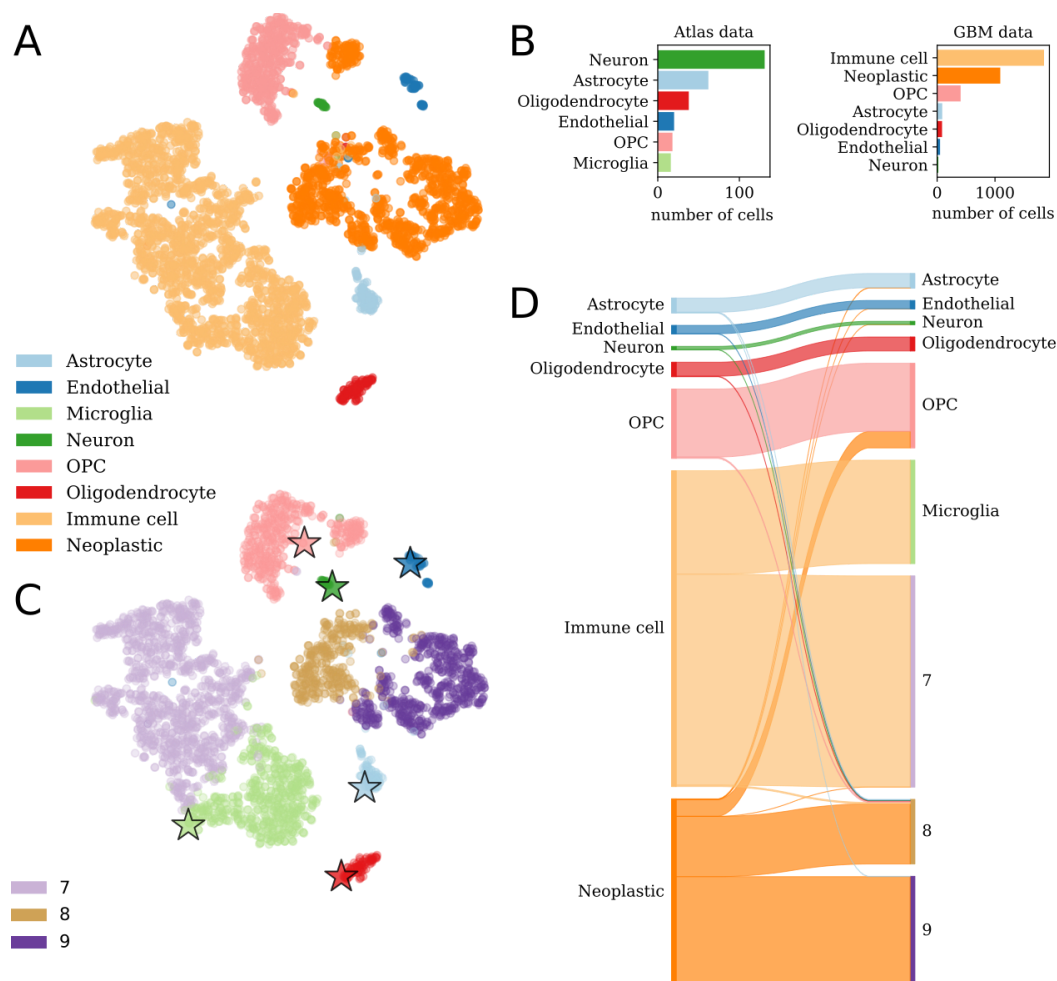 A
Astrocyte
Endothelial
Microglia
Neuron
OPC
Oligodendrocyte
Immune cell
Neoplastic
B
Atlas data
Neuron
Astrocyte
Oligodendrocyte
Endothelial
OPC
Microglia
0
100
number of cells
GBM data
Immune cell
Neoplastic
OPC
Astrocyte
Oligodendrocyte
Endothelial
Neuron
0
1000
number of cells
C
7
8
9
D
Astrocyte
Endothelial
Neuron
Oligodendrocyte
OPC
Immune cell
Neoplastic
Astrocyte
Endothelial
Neuron
Oligodendrocyte
OPC
Microglia
7
8
9